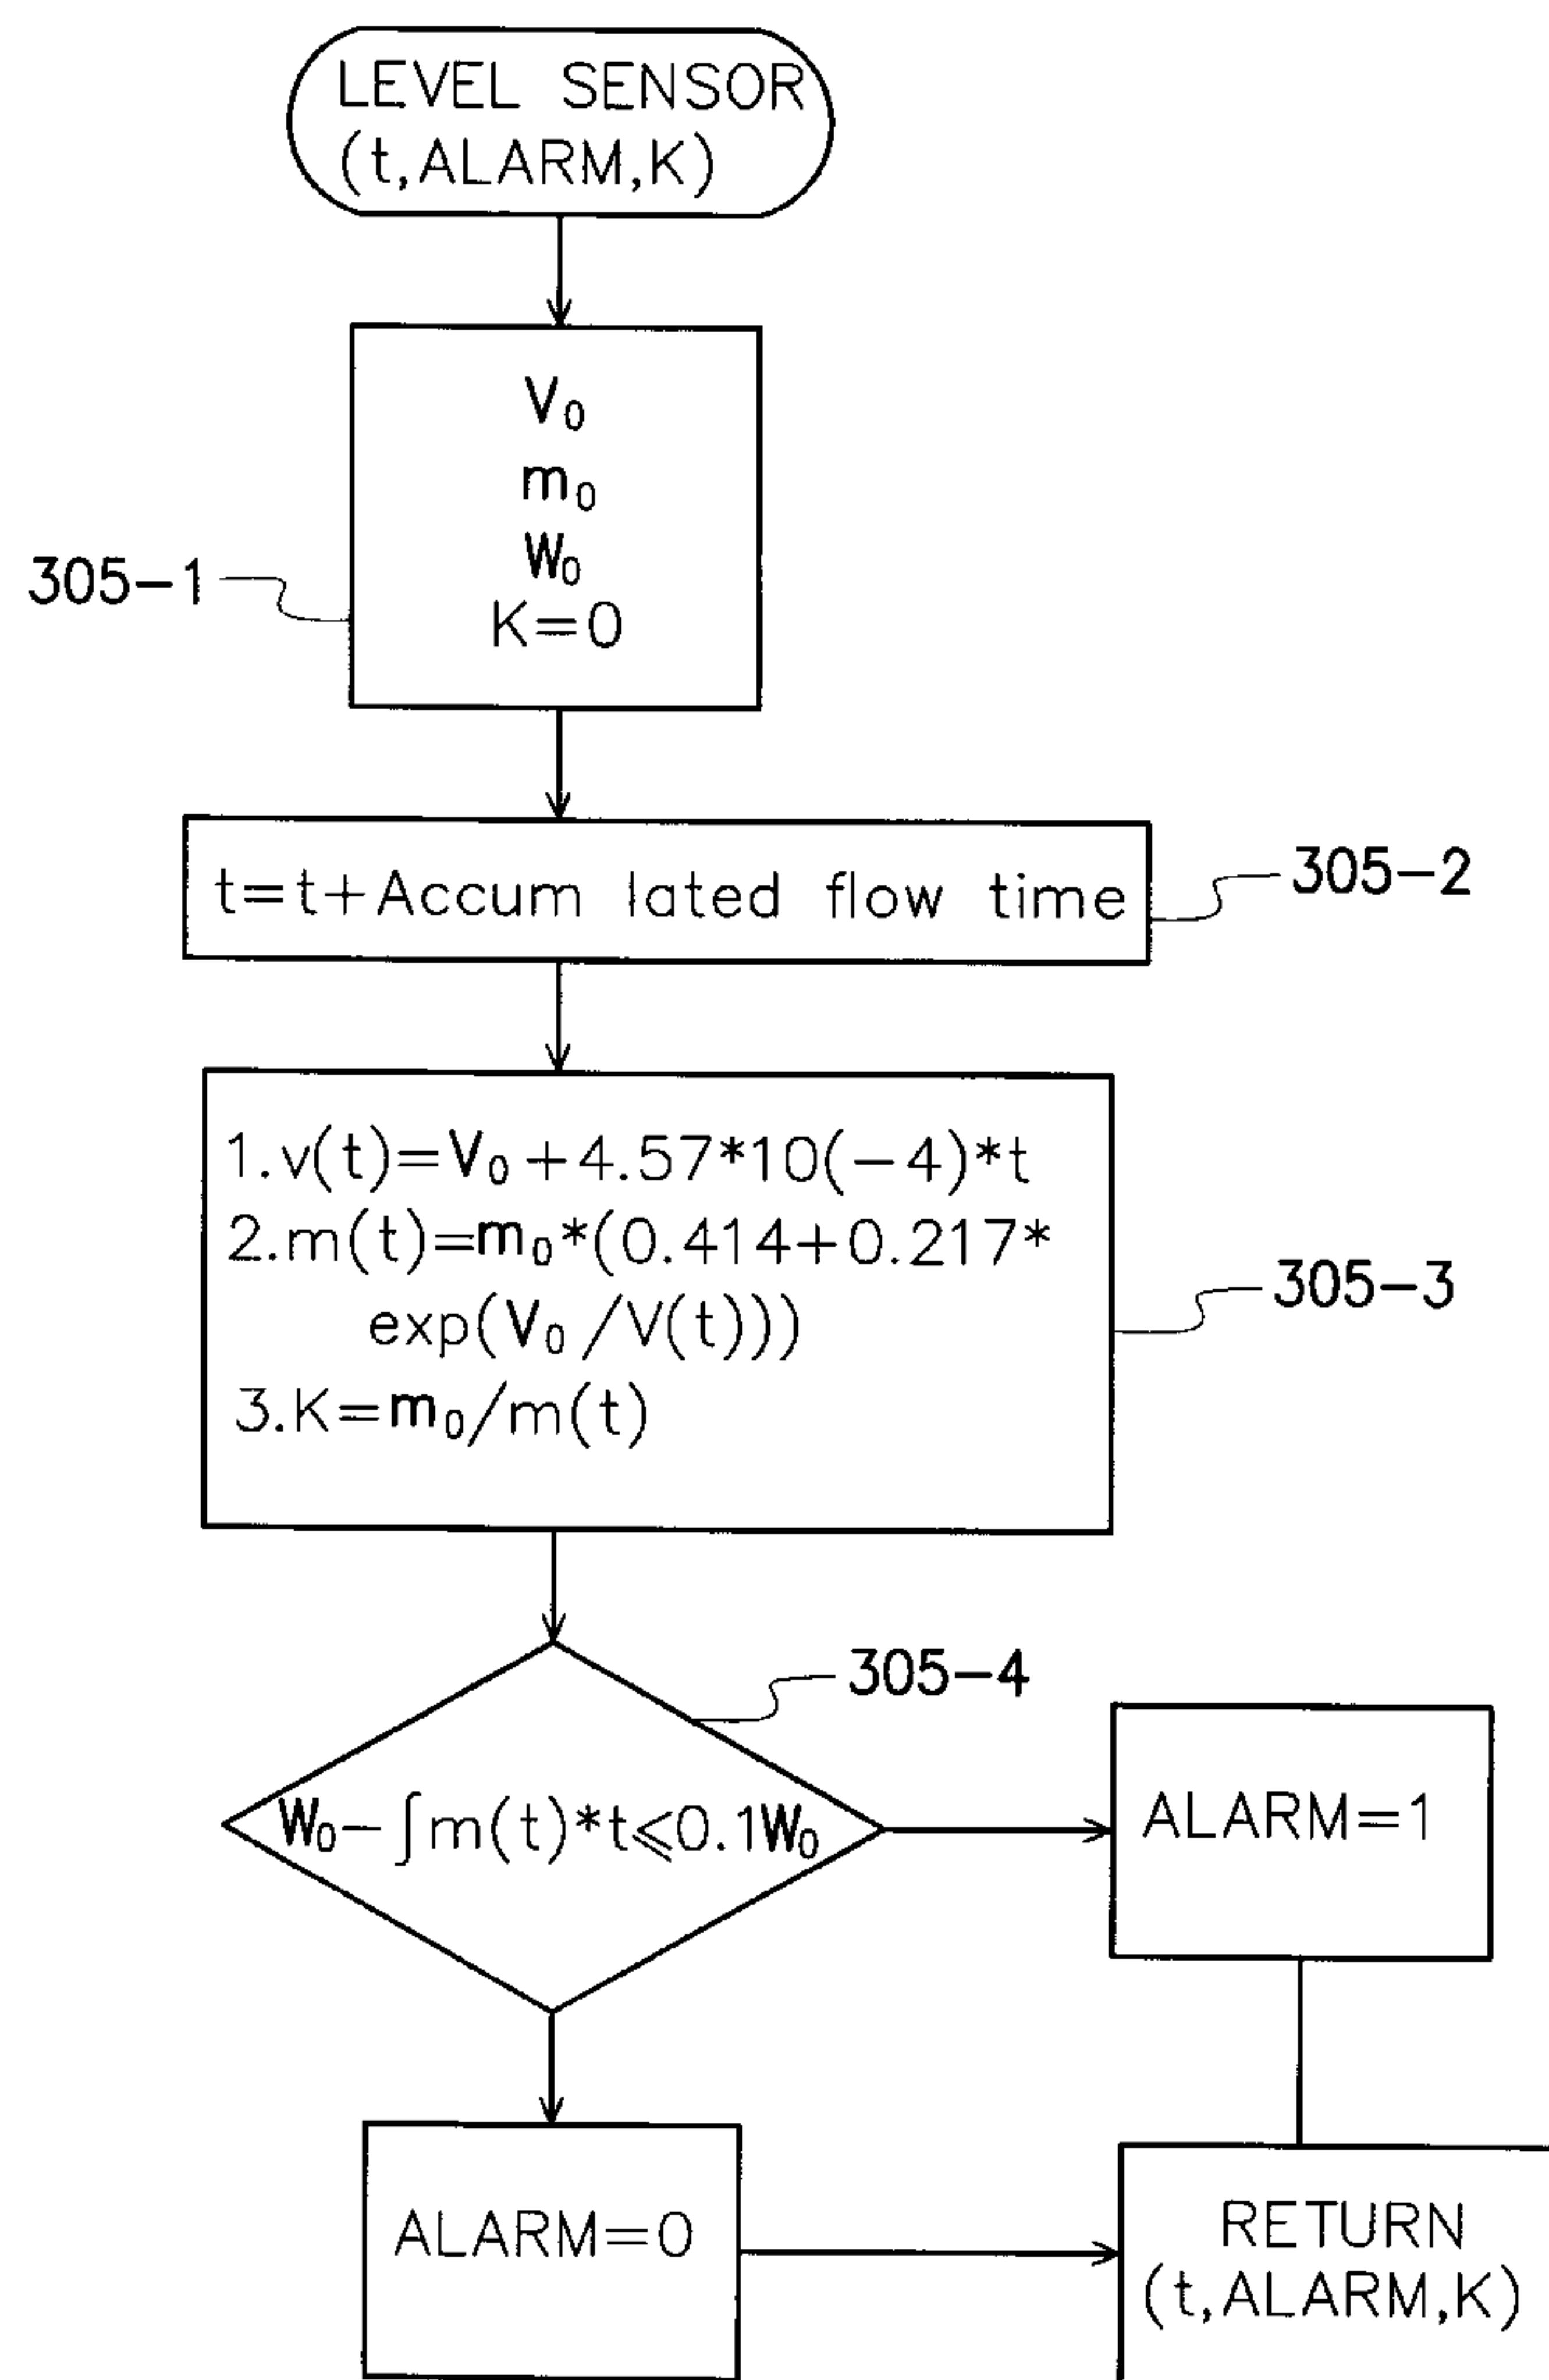 LEVEL SENSOR
(t,ALARM,K)
V₀
m₀
W₀
K=0
305-1
t=t+Accum lated flow time
305-2
1.v(t)=V₀+4.57*10(-4)*t
2.m(t)=m₀*(0.414+0.217*
exp(V₀/V(t)))
3.K=m₀/m(t)
305-3
305-4
W₀-∫m(t)*t≤0.1W₀
ALARM=1
ALARM=0
RETURN
(t,ALARM,K)